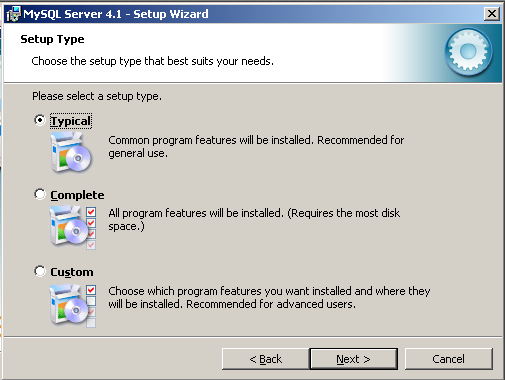 MySQL Server 4.1 - Setup Wizard
Setup Type
Choose the setup type that best suits your needs.
Please select a setup type.
Typical
Common program features will be installed. Recommended for
general use.
Complete
All program features will be installed. (Requires the most disk
space.)
Custom
Choose which program features you want installed and where they
will be installed. Recommended for advanced users.
< Back
Next >
Cancel